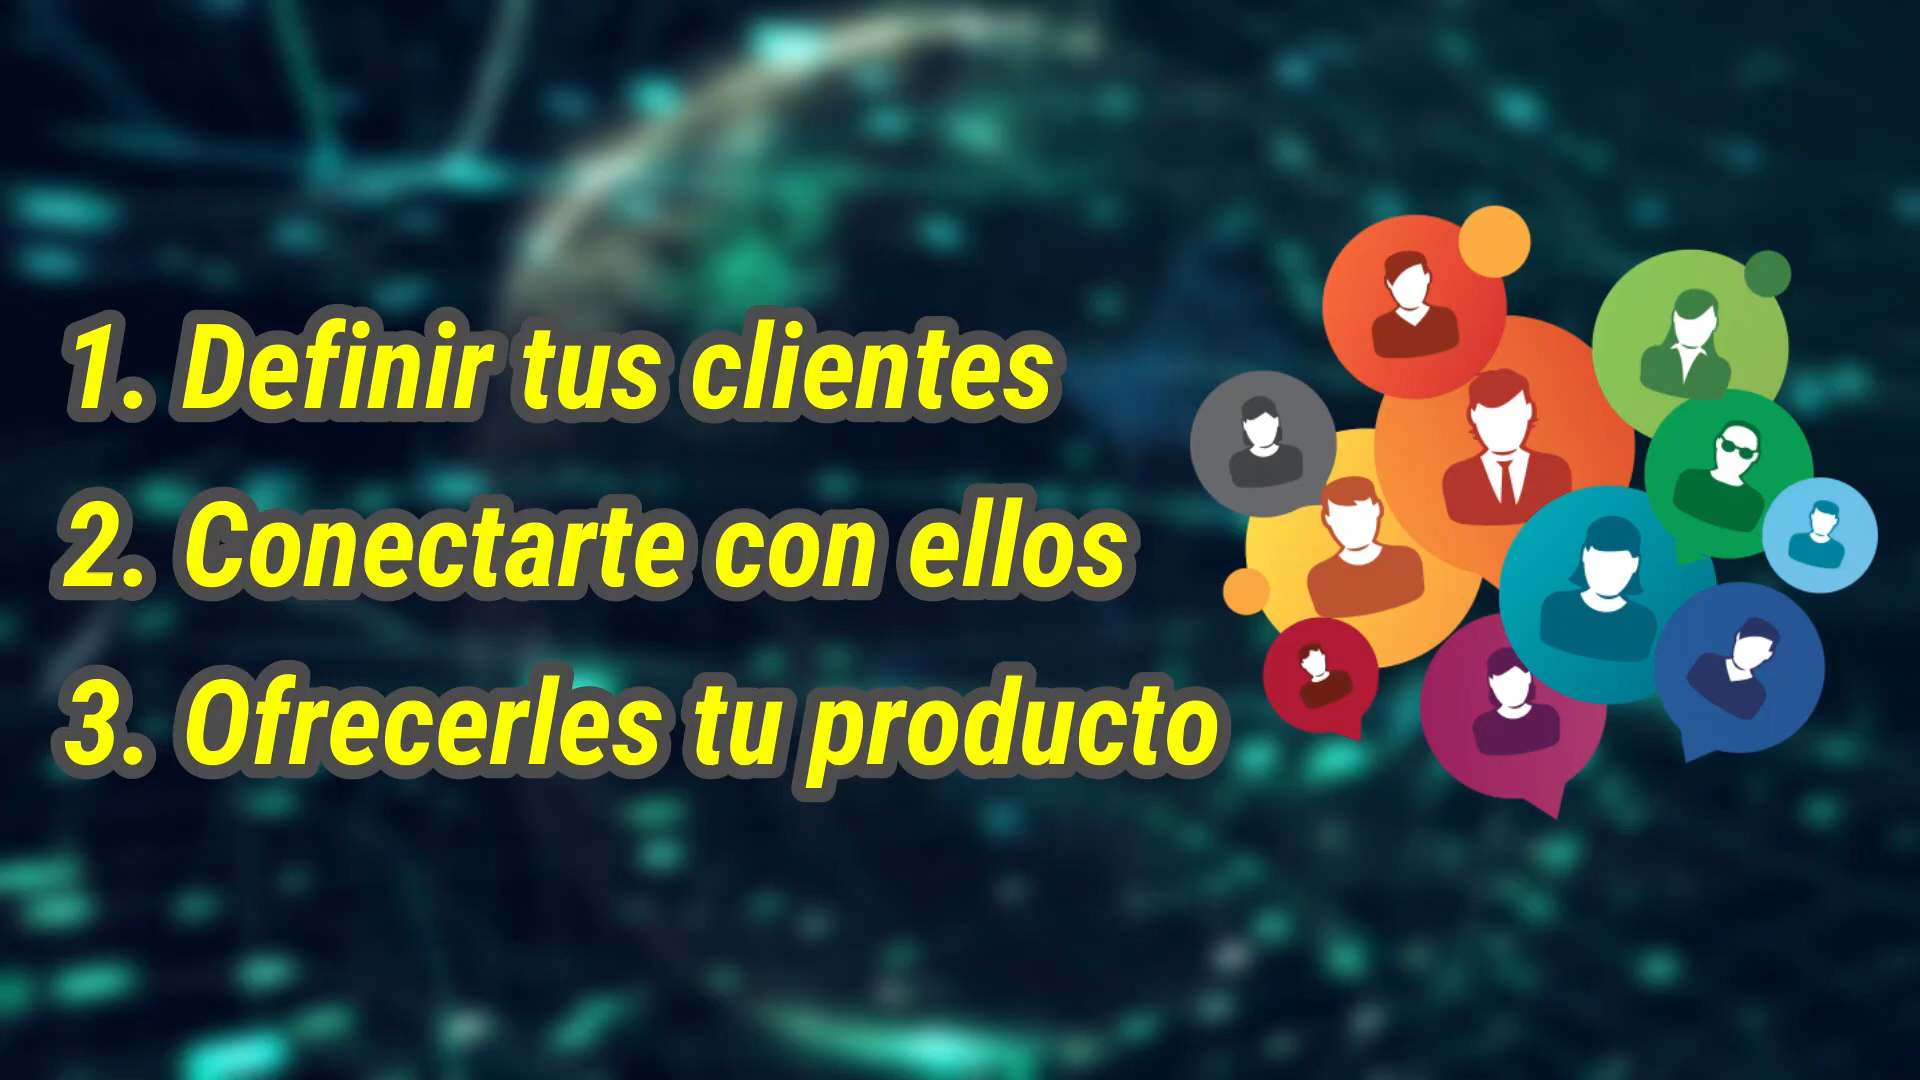 1. Definir tus clientes
2. Conectarte con ellos
3. Ofrecerles tu producto